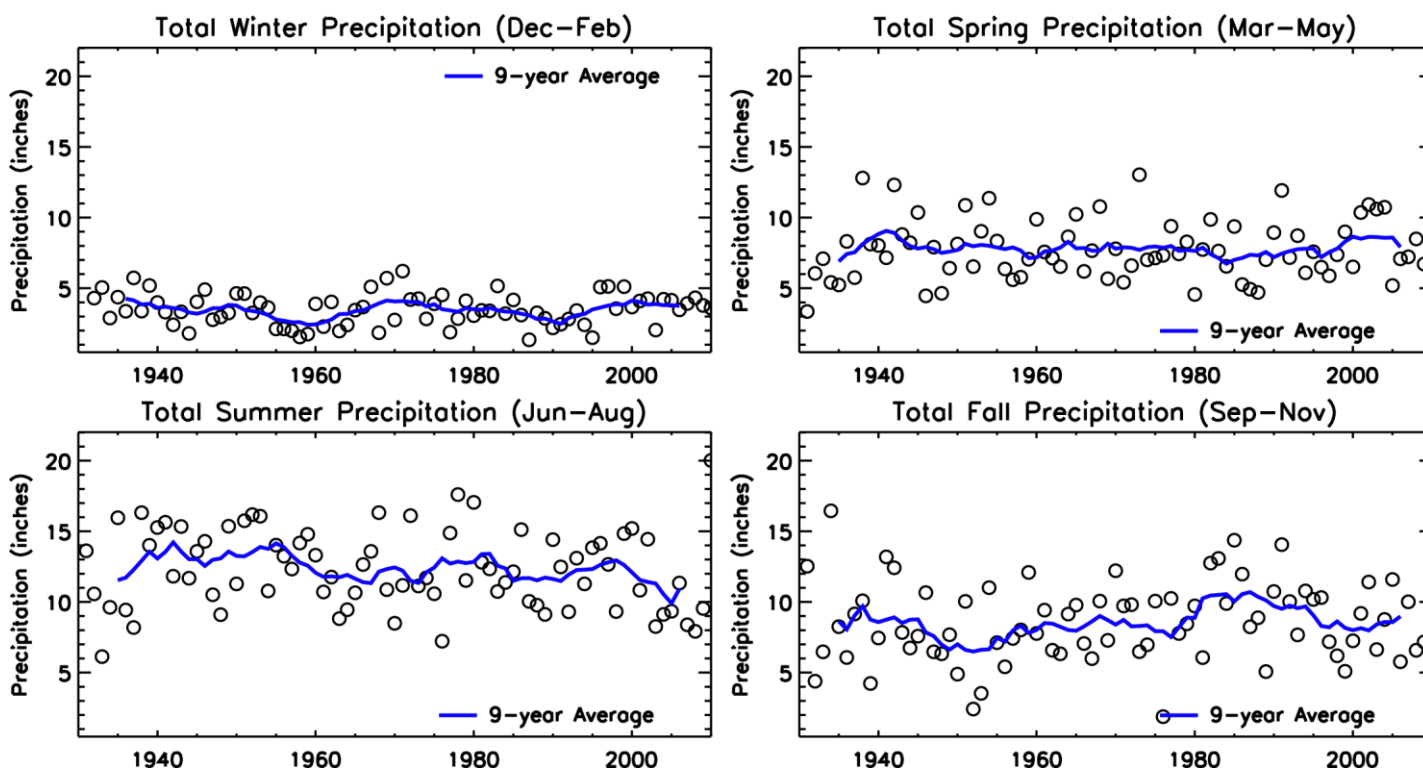 Total Winter Precipitation (Dec-Feb)
Precipitation (inches)
20
15
10
5
9-year Average
1940 1960 1980 2000
Total Spring Precipitation (Mar-May)
Precipitation (inches)
20
15
10
5
9-year Average
1940 1960 1980 2000
Total Summer Precipitation (Jun-Aug)
Precipitation (inches)
20
15
10
5
9-year Average
1940 1960 1980 2000
Total Fall Precipitation (Sep-Nov)
Precipitation (inches)
20
15
10
5
9-year Average
1940 1960 1980 2000